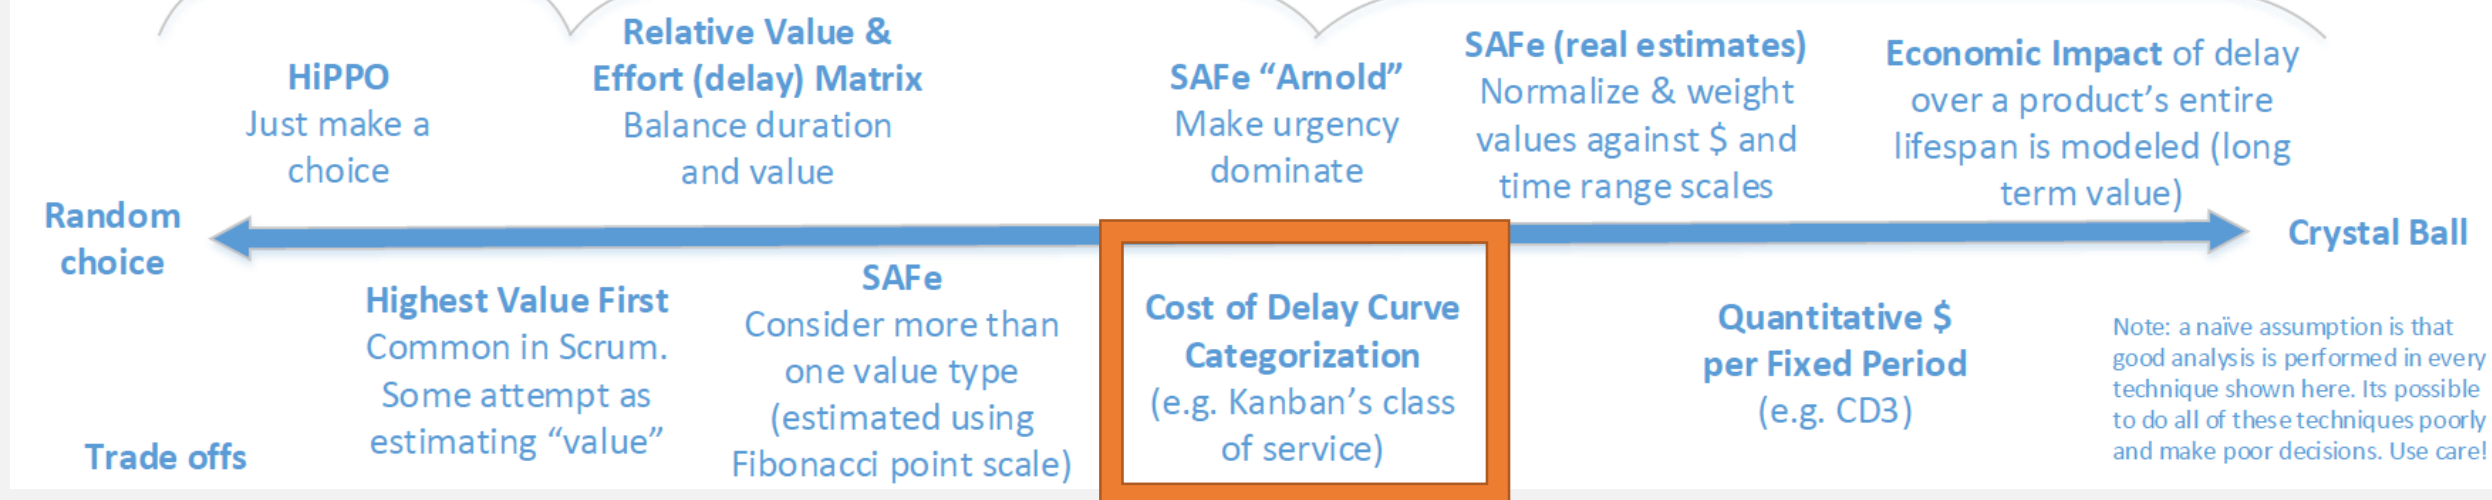 HiPPO
Just make a
choice
Relative Value &
Effort (delay) Matrix
Balance duration
and value
SAFe “Arnold”
Make urgency
dominate
SAFe (real estimates)
Normalize & weight
values against $ and
time range scales
Economic Impact of delay
over a product’s entire
lifespan is modeled (long
term value)
Random
choice
Crystal Ball
Highest Value First
Common in Scrum.
Some attempt as
estimating “value”
SAFe
Consider more than
one value type
(estimated using
Fibonacci point scale)
Cost of Delay Curve
Categorization
(e.g. Kanban’s class
of service)
Quantitative $
per Fixed Period
(e.g. CD3)
Note: a naïve assumption is that
good analysis is performed in every
technique shown here. Its possible
to do all of these techniques poorly
and make poor decisions. Use care!
Trade offs